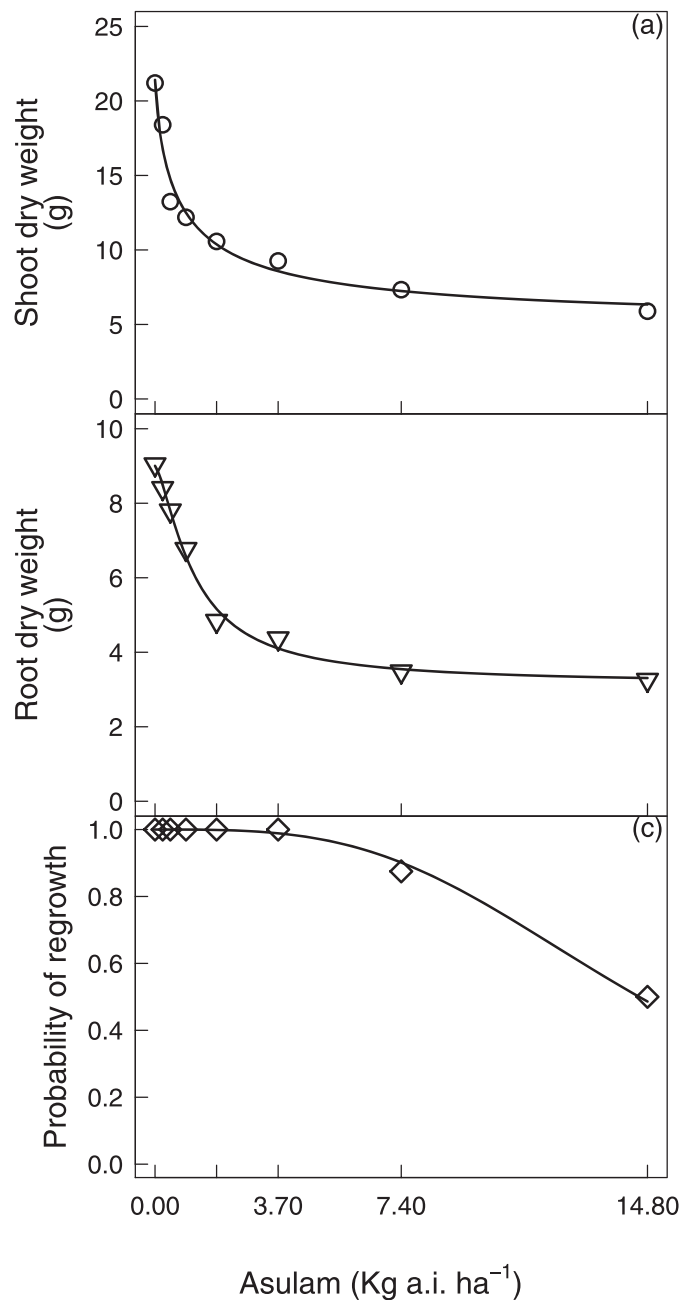 (a)
25
20
15
10
5
0
Shoot dry weight
(g)
10
8
6
4
2
0
Root dry weight
(g)
(c)
1.0
0.8
0.6
0.4
0.2
0.0
Probability of regrowth
0.00 3.70 7.40 14.80
Asulam (Kg a.i. ha⁻¹)